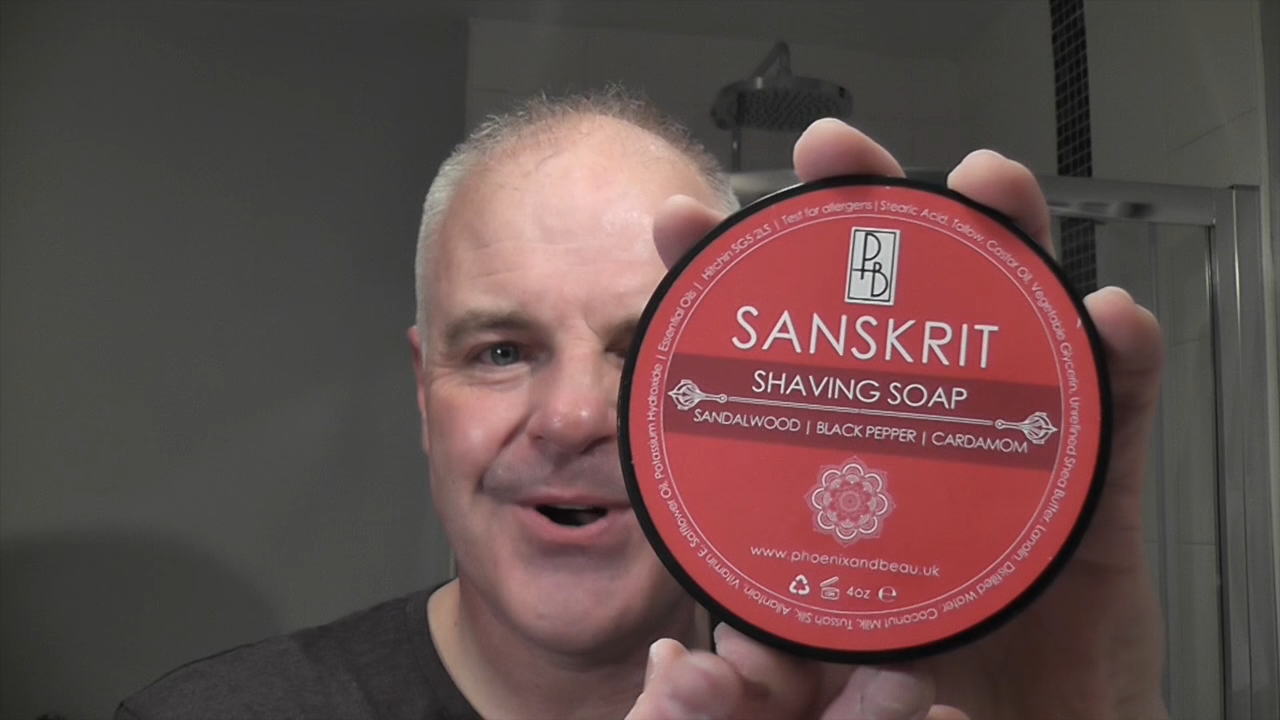 PB
SANSKRIT
SHAVING SOAP
SANDALWOOD | BLACK PEPPER | CARDAMOM
www.phoenixandbeau.uk
4oz e
Essential Oils | Hitchin SG5 2LS | Test for allergens | Stearic Acid, Tallow, Castor Oil, Vegetable Glycerin, Unrefined Shea Butter, Lanolin, Distilled Water, Coconut Milk, Tussah Silk, Allantoin, Vitamin E, Safflower Oil, Potassium Hydroxide |